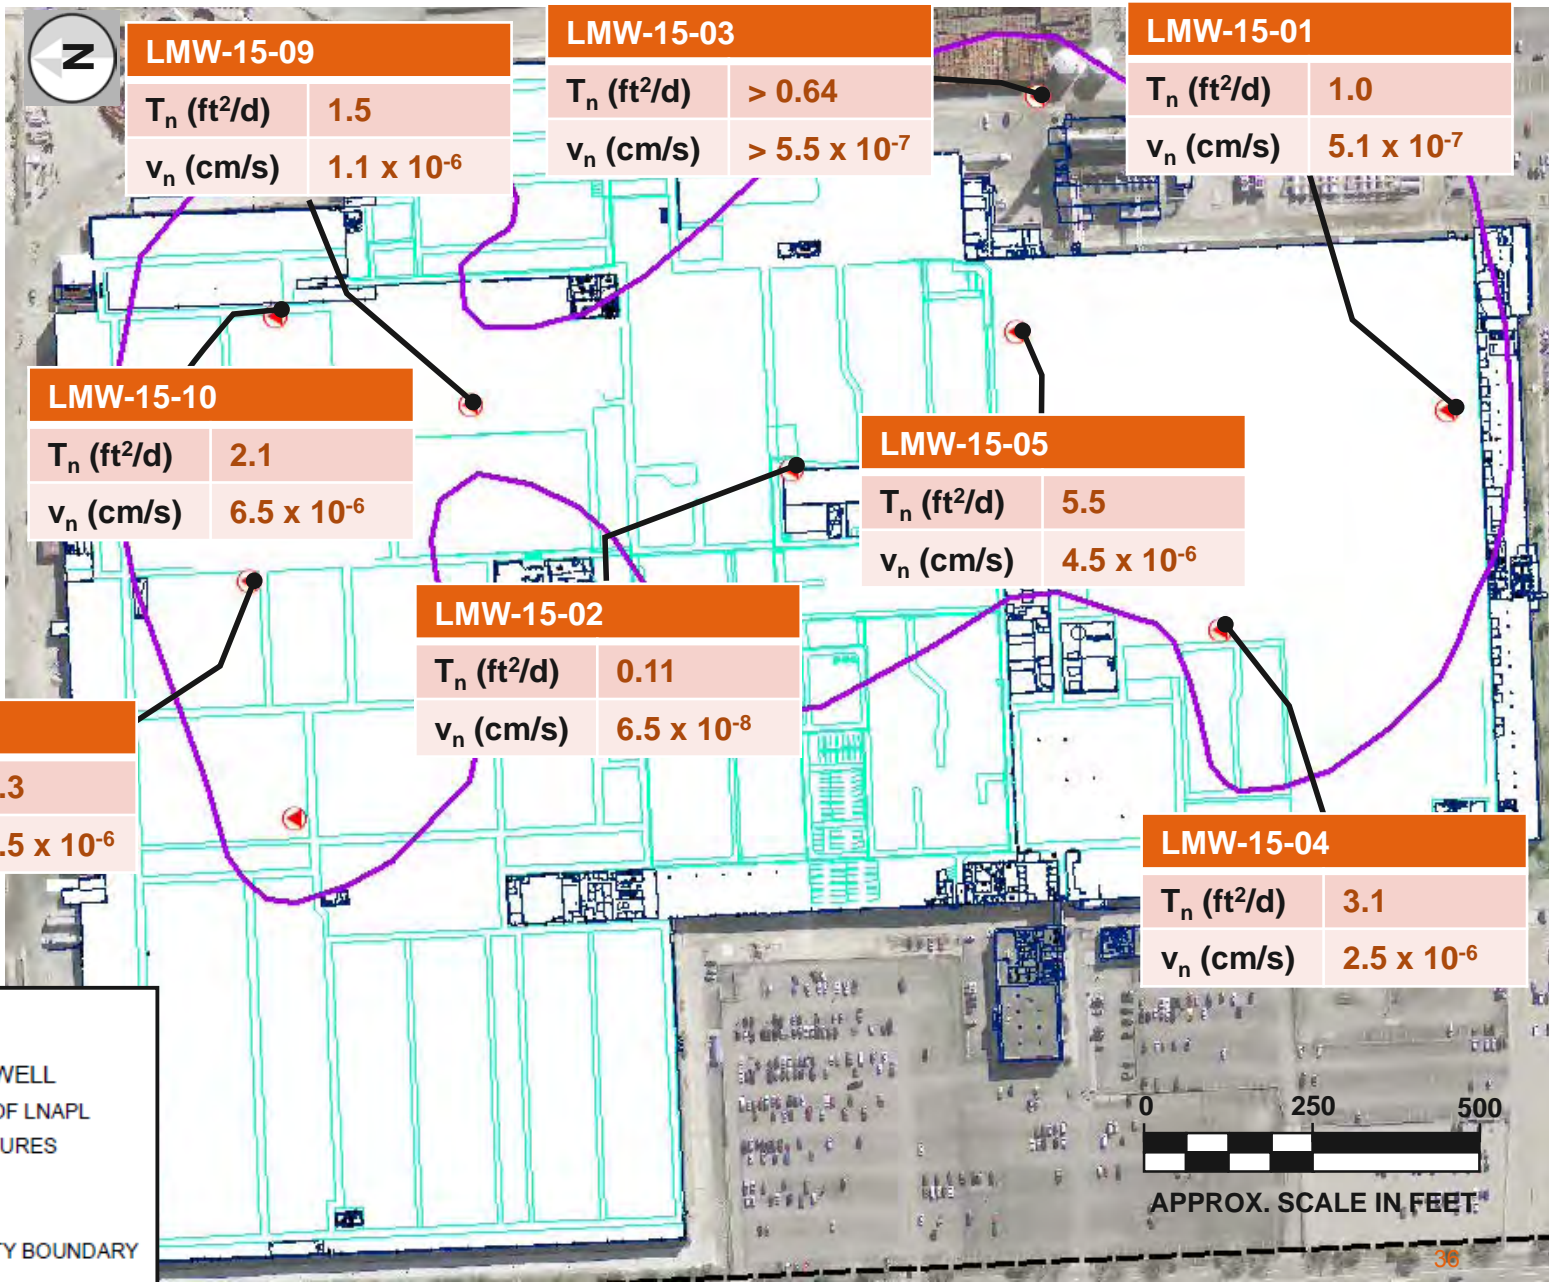 N
LMW-15-09
Tn (ft²/d) 1.5
vn (cm/s) 1.1 x 10⁻⁶
LMW-15-03
Tn (ft²/d) > 0.64
vn (cm/s) > 5.5 x 10⁻⁷
LMW-15-01
Tn (ft²/d) 1.0
vn (cm/s) 5.1 x 10⁻⁷
LMW-15-10
Tn (ft²/d) 2.1
vn (cm/s) 6.5 x 10⁻⁶
LMW-15-05
Tn (ft²/d) 5.5
vn (cm/s) 4.5 x 10⁻⁶
LMW-15-02
Tn (ft²/d) 0.11
vn (cm/s) 6.5 x 10⁻⁸
.3
.5 x 10⁻⁶
LMW-15-04
Tn (ft²/d) 3.1
vn (cm/s) 2.5 x 10⁻⁶
WELL
OF LNAPL
URES
TY BOUNDARY
0 250 500
APPROX. SCALE IN FEET
36